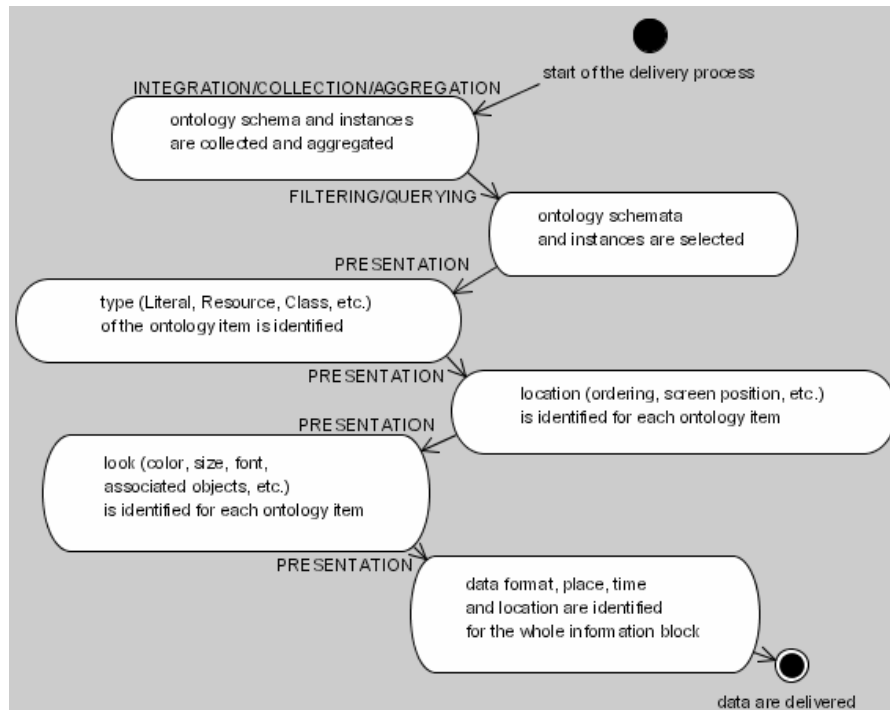 start of the delivery process
INTEGRATION/COLLECTION/AGGREGATION
ontology schema and instances
are collected and aggregated
FILTERING/QUERYING
ontology schemata
and instances are selected
PRESENTATION
type (Literal, Resource, Class, etc.)
of the ontology item is identified
PRESENTATION
location (ordering, screen position, etc.)
is identified for each ontology item
PRESENTATION
look (color, size, font,
associated objects, etc.)
is identified for each ontology item
PRESENTATION
data format, place, time
and location are identified
for the whole information block
data are delivered